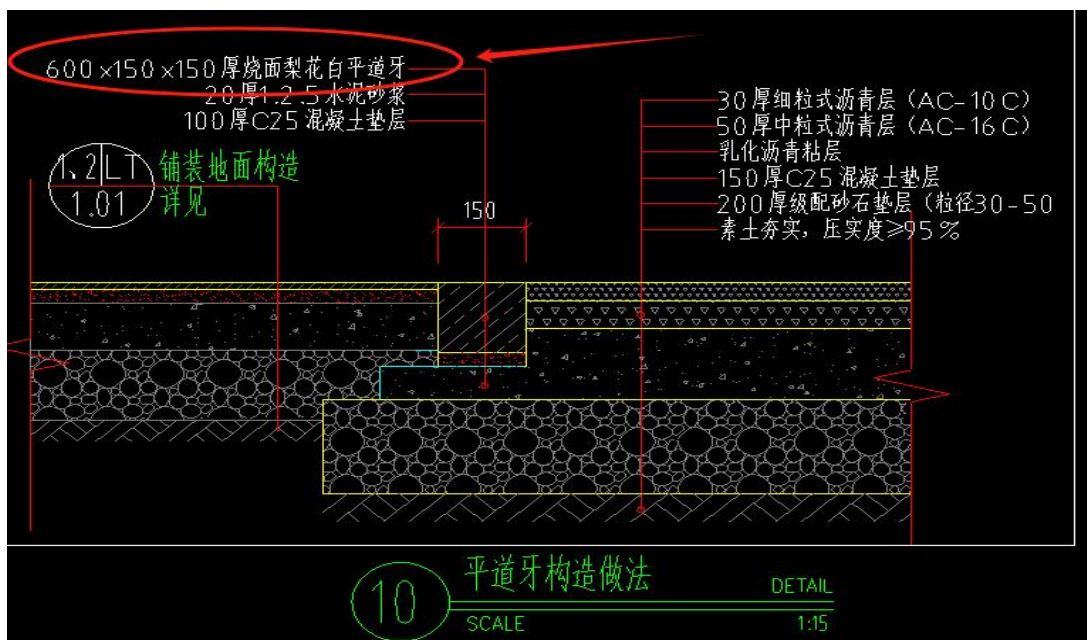 600×150×150厚烧面梨花白平道牙
20厚1.2.5水泥砂浆
100厚C25混凝土垫层
1.2 LT
1.01
铺装地面构造
详见
150
30厚细粒式沥青层(AC-10C)
50厚中粒式沥青层(AC-16C)
乳化沥青粘层
150厚C25混凝土垫层
200厚级配砂石垫层(粒径30-50
素土夯实,压实度≥95%
10
平道牙构造做法
DETAIL
SCALE
1:15